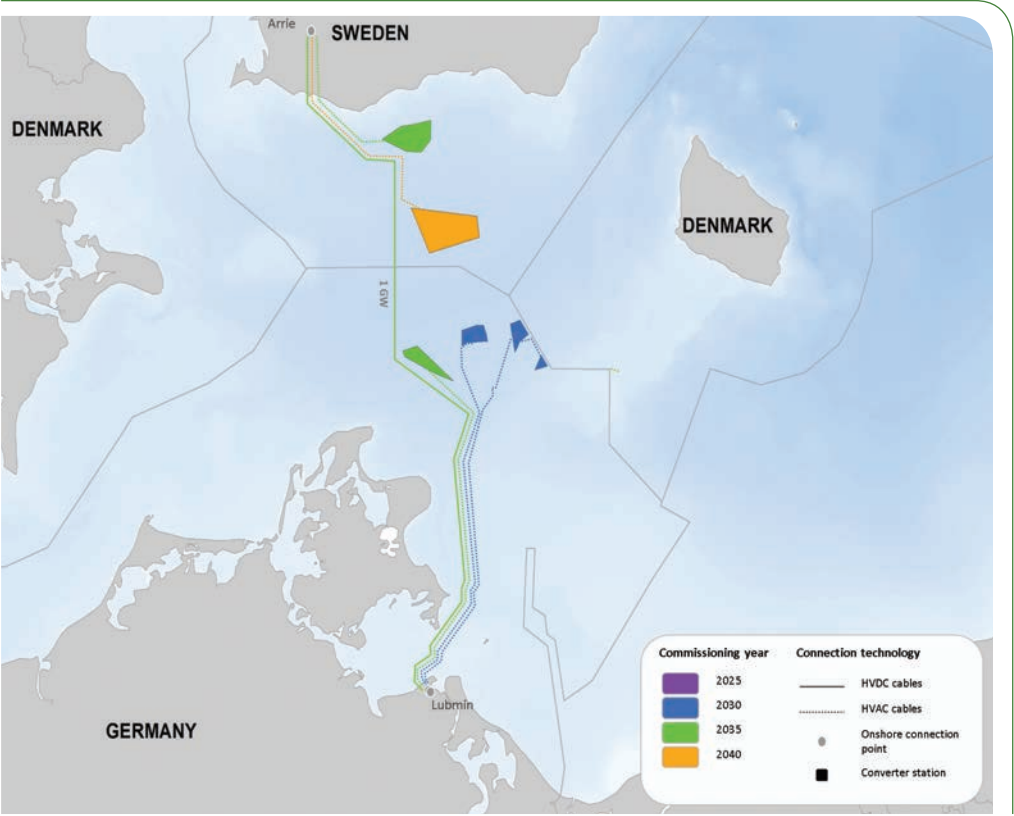 Arrie
SWEDEN
DENMARK
DENMARK
1 GW
Lubmin
GERMANY
Commissioning year
2025
2030
2035
2040
Connection technology
HVDC cables
HVAC cables
Onshore connection
point
Converter station